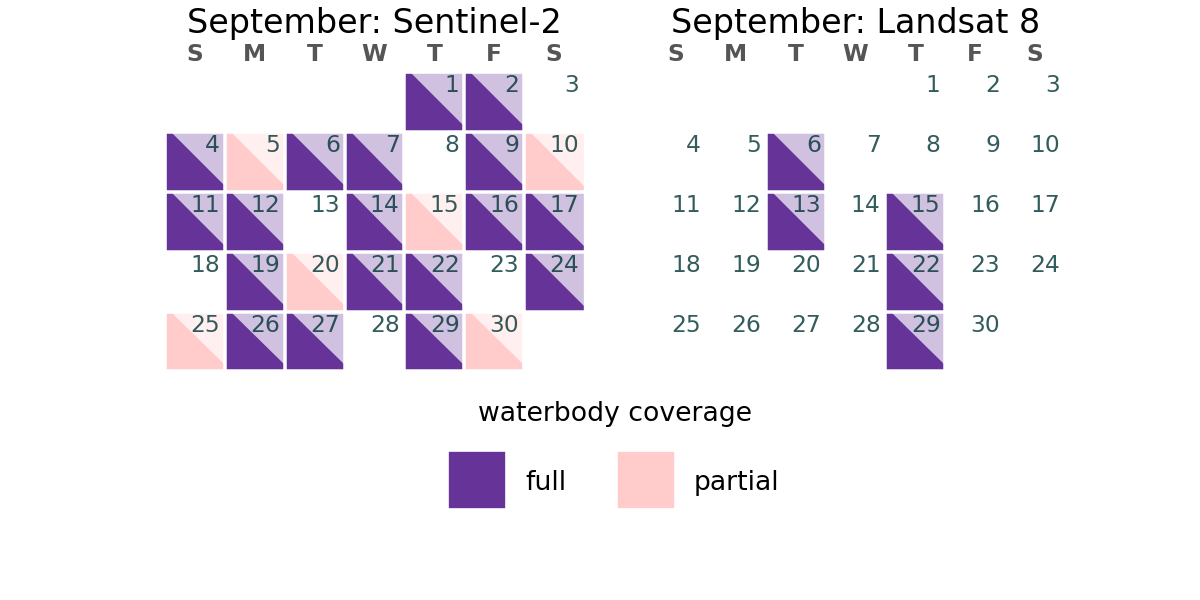 September: Sentinel-2
S M T W T F S
1 2 3
4 5 6 7 8 9 10
11 12 13 14 15 16 17
18 19 20 21 22 23 24
25 26 27 28 29 30
September: Landsat 8
S M T W T F S
1 2 3
4 5 6 7 8 9 10
11 12 13 14 15 16 17
18 19 20 21 22 23 24
25 26 27 28 29 30
waterbody coverage
full partial